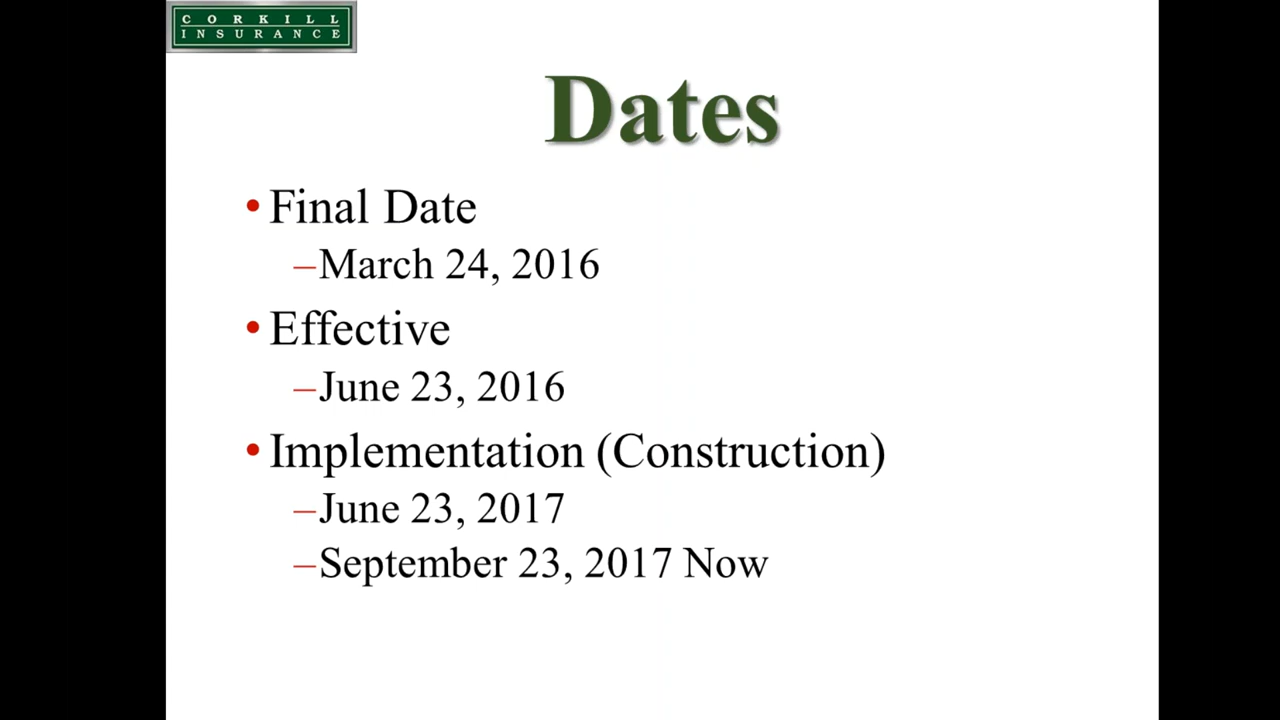 CORKILL
INSURANCE
Dates
•Final Date
–March 24, 2016
•Effective
–June 23, 2016
•Implementation (Construction)
–June 23, 2017
–September 23, 2017 Now